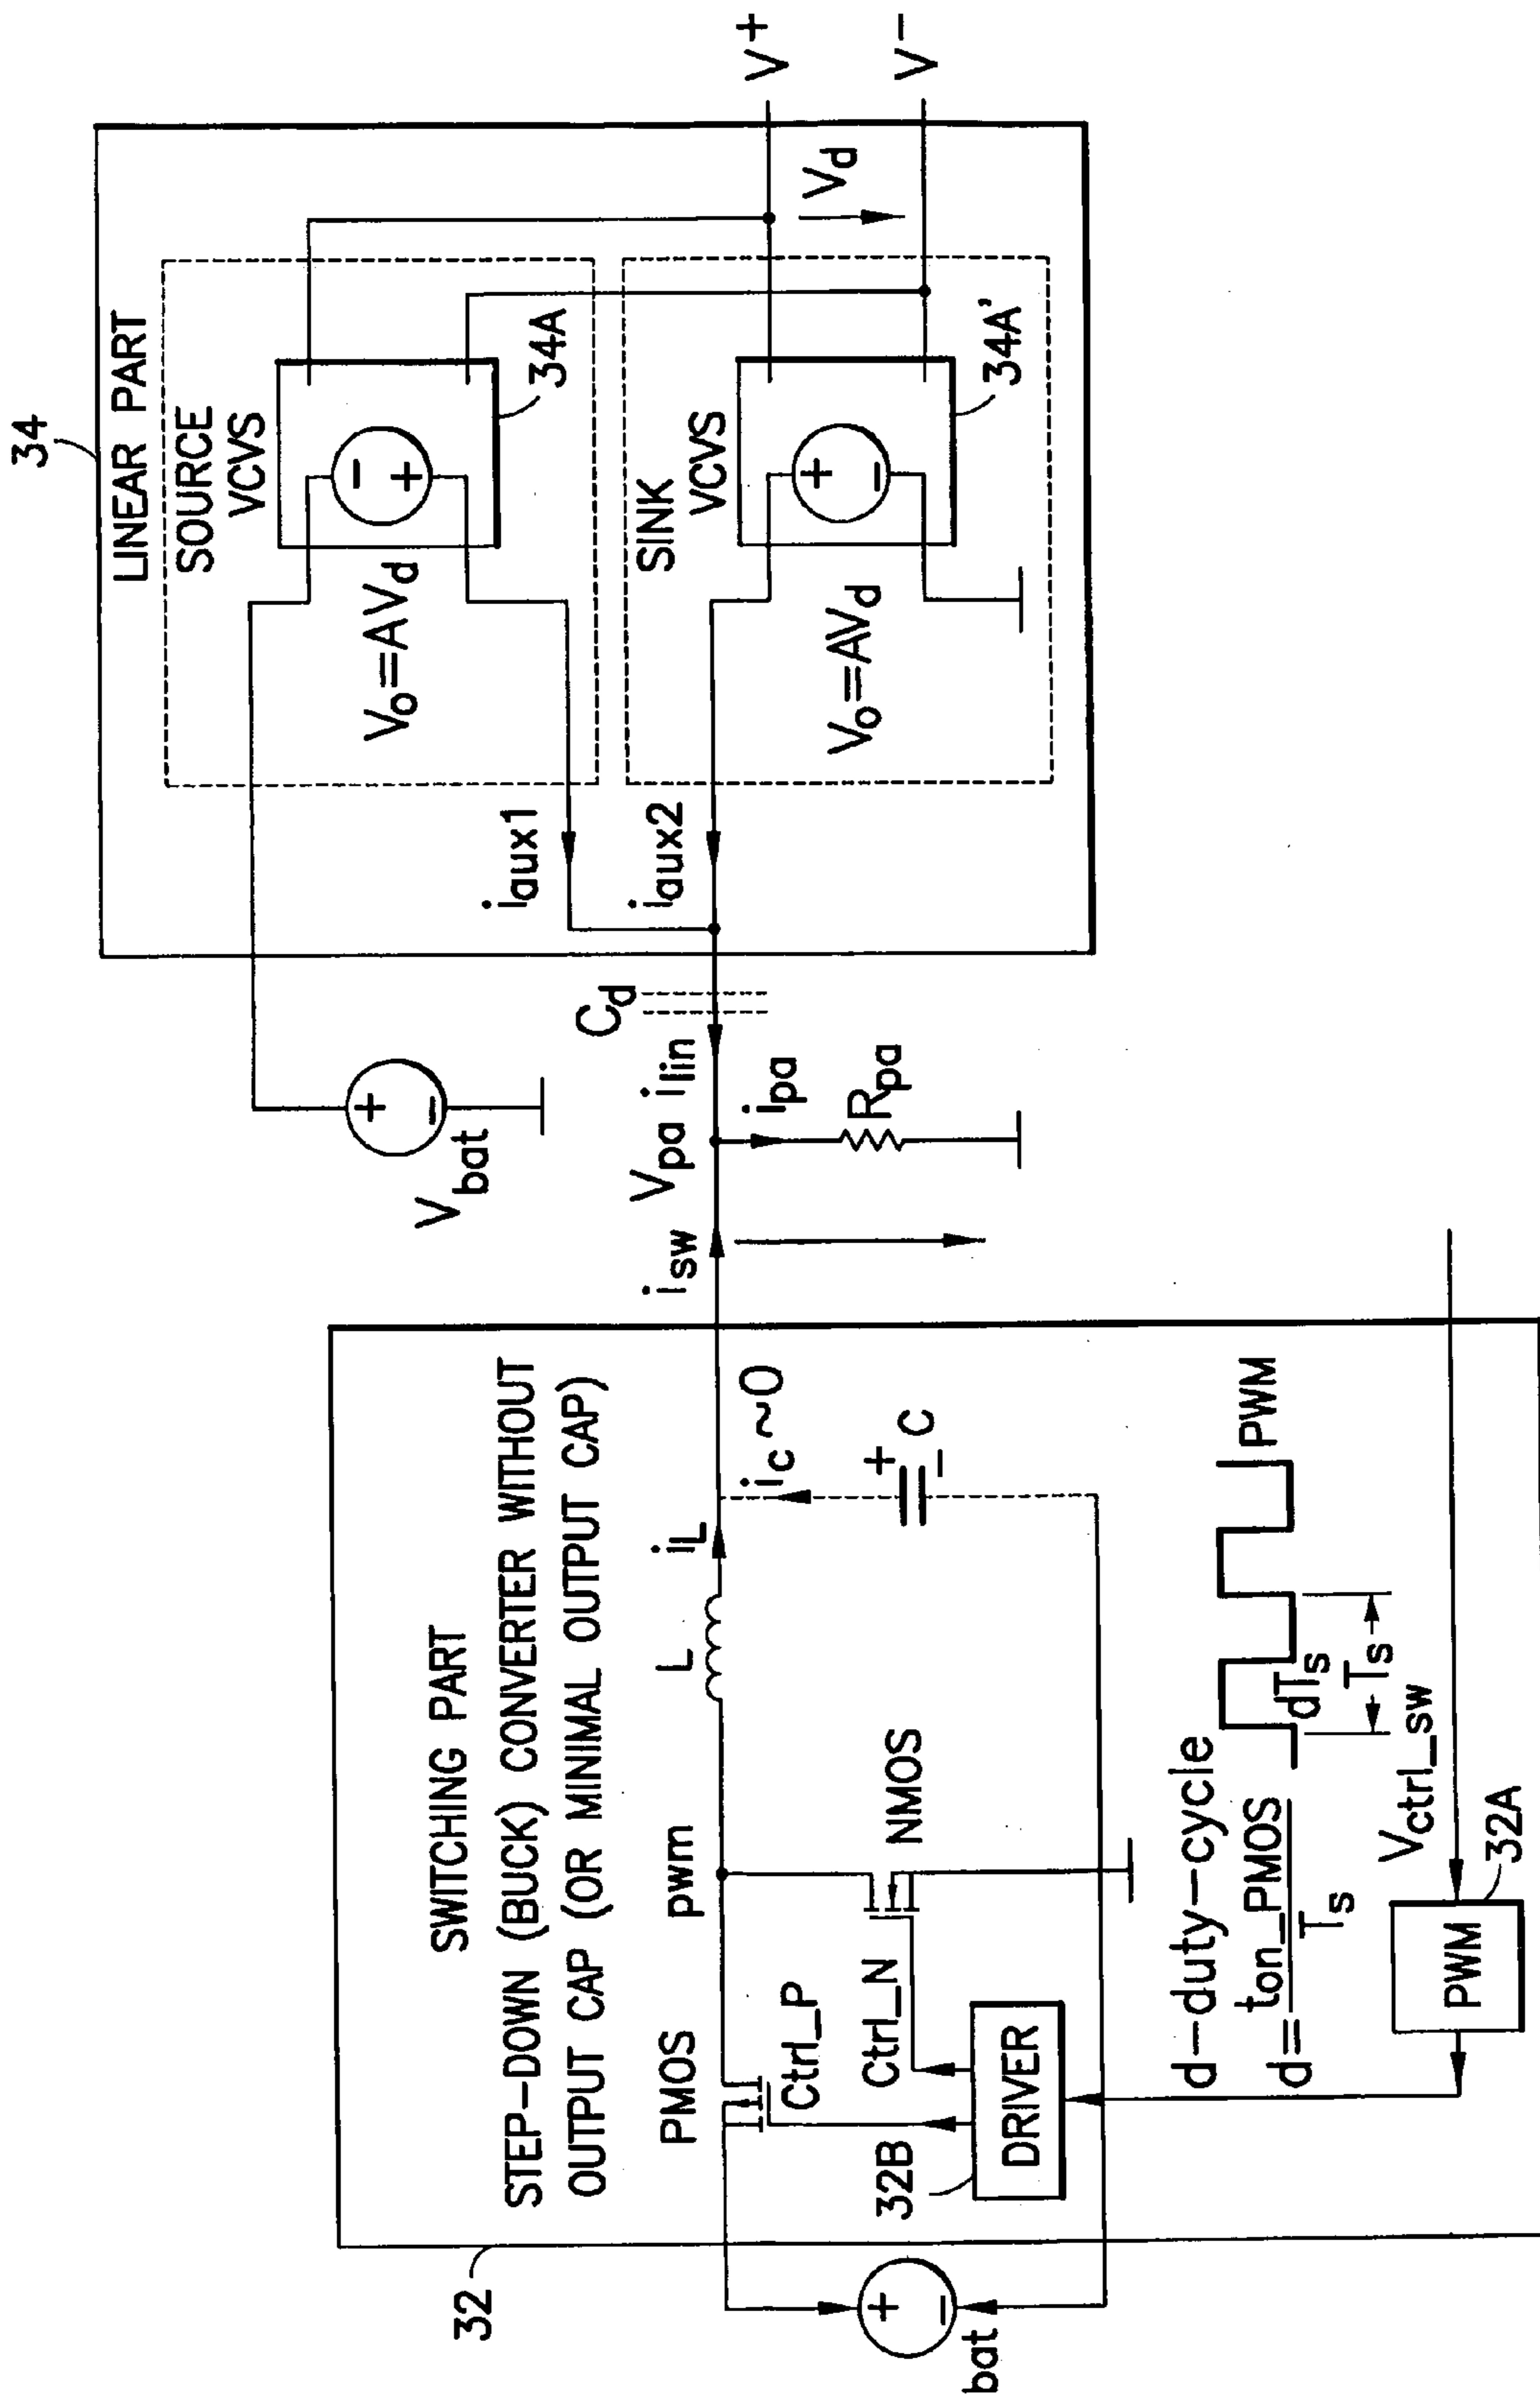 34
LINEAR PART
SOURCE
VCVS
−
+
34A
Vo=AVd
SINK
VCVS
+
−
34A'
Vo=AVd
V+
V−
Vd
iaux1
iaux2
Cd
ilin
Vpa
ipa
Rpa
+
−
Vbat
isw
32
SWITCHING PART
STEP–DOWN (BUCK) CONVERTER WITHOUT
OUTPUT CAP (OR MINIMAL OUTPUT CAP)
PMOS
pwm
L
iL
ic~0
+
−
C
Ctrl_P
Ctrl_N
NMOS
32B
DRIVER
+
−
bat
d–duty–cycle
d=ton_PMOS/Ts
PWM
dTs
Ts
Vctrl_sw
PWM
32A